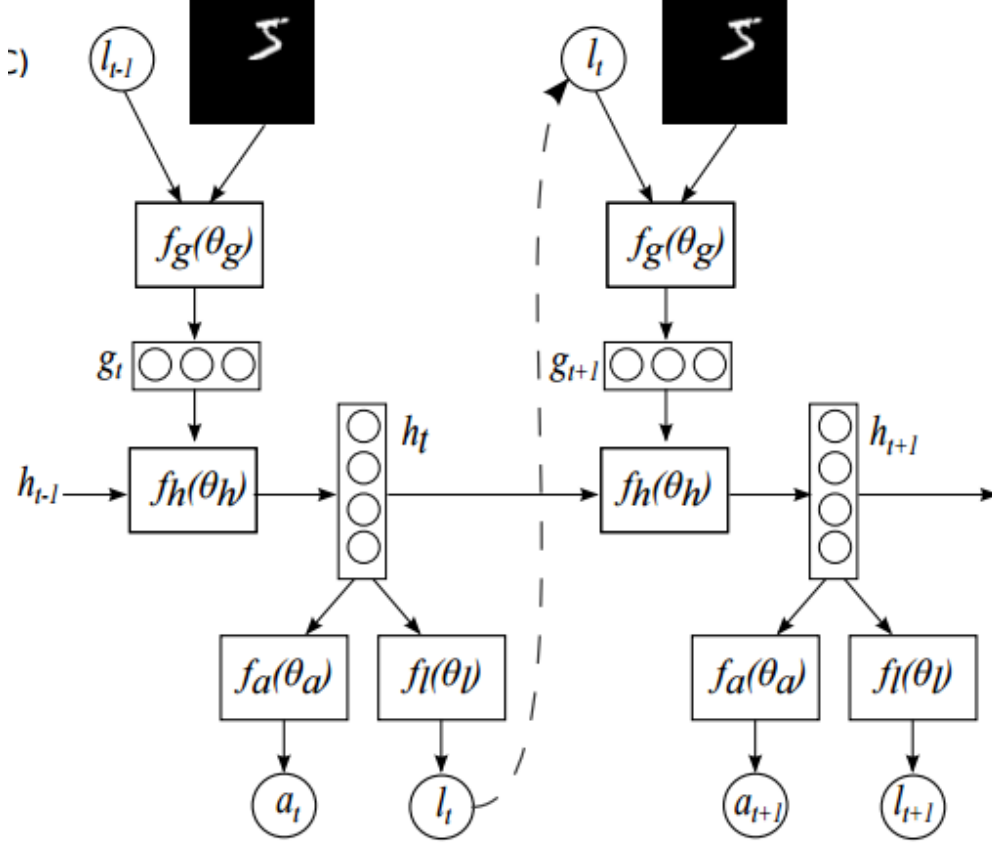 c) l_{t-1} l_t
f_g(θ_g) f_g(θ_g)
g_t g_{t+1}
h_t h_{t+1}
h_{t-1} f_h(θ_h) f_h(θ_h)
f_a(θ_a) f_l(θ_l) f_a(θ_a) f_l(θ_l)
a_t l_t a_{t+1} l_{t+1}